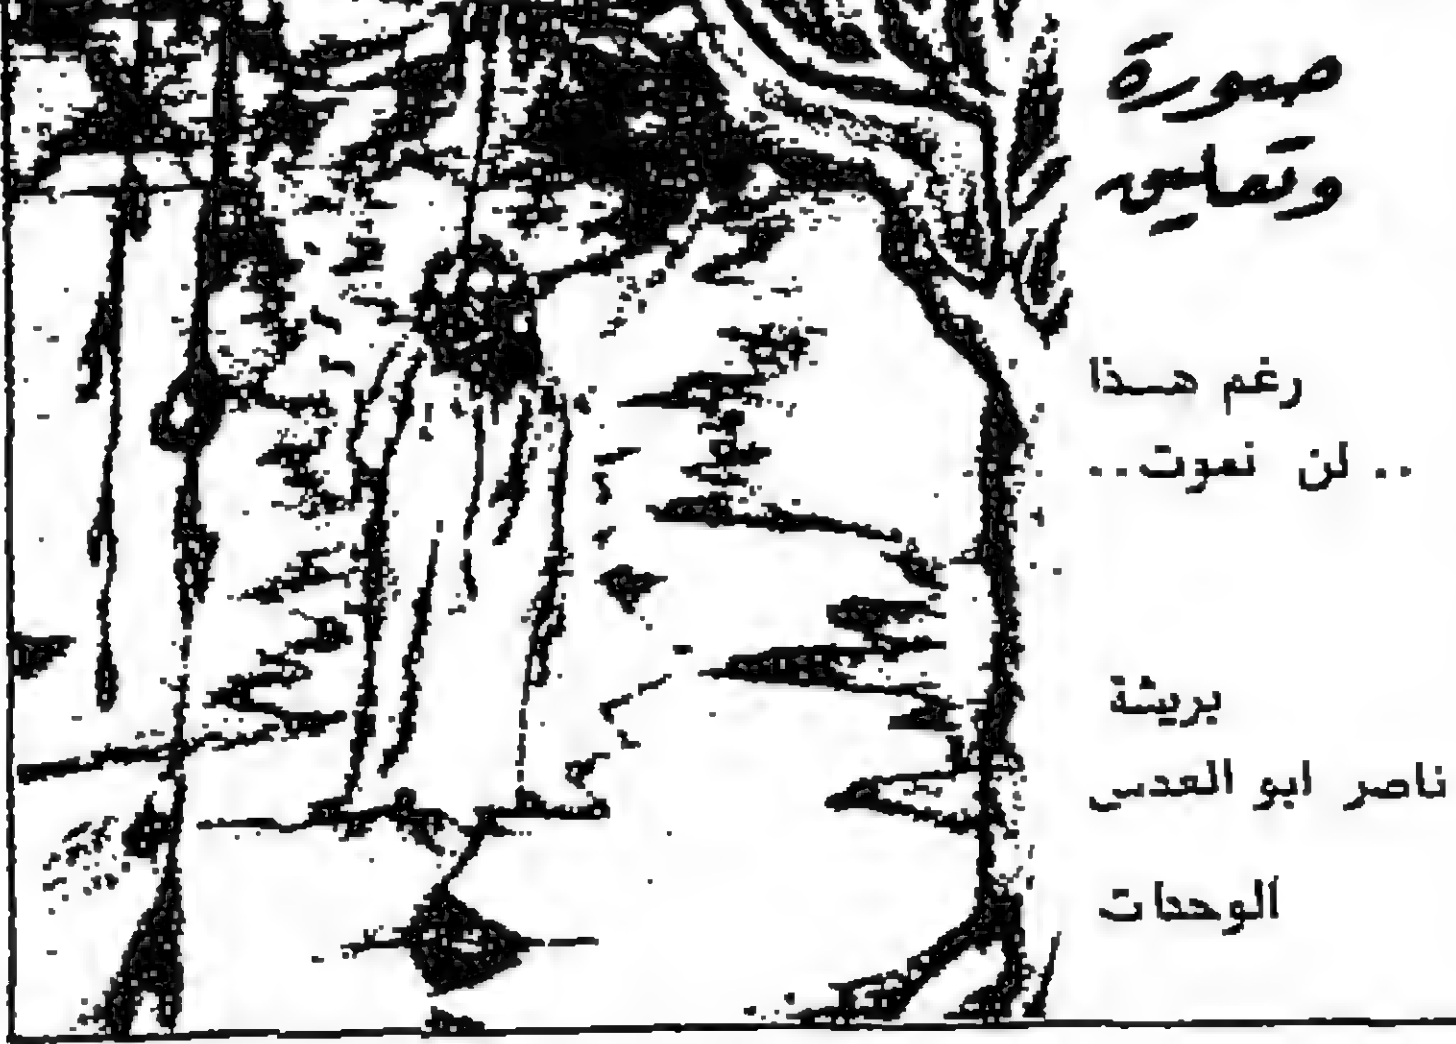 صورة
وتعليق
رغم هـذا
.. لن نموت ..
بريشة
ناصر ابو العدس
الوحدات